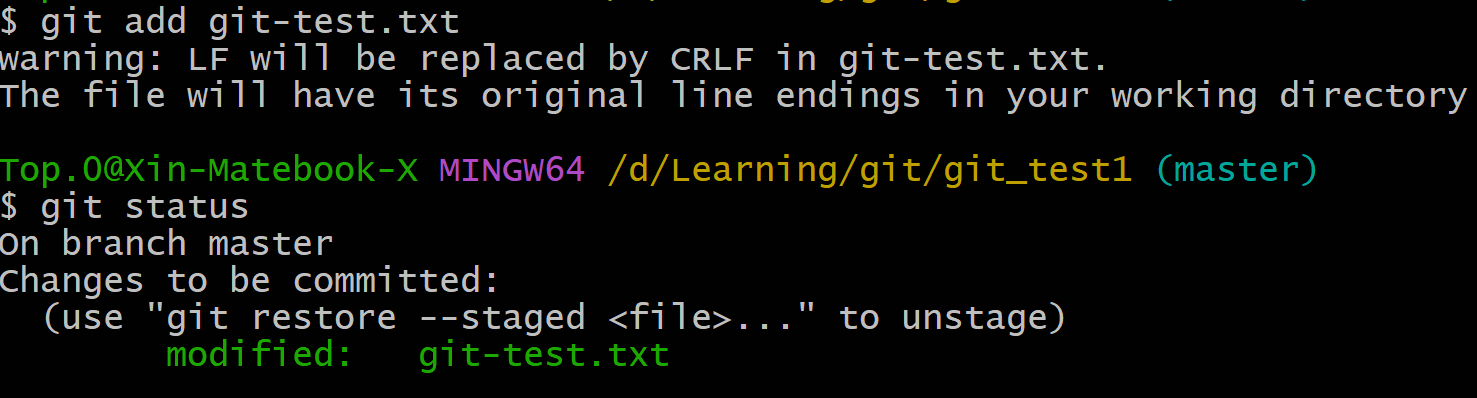 $ git add git-test.txt
warning: LF will be replaced by CRLF in git-test.txt.
The file will have its original line endings in your working directory

Top.O@Xin-Matebook-X MINGW64 /d/Learning/git/git_test1 (master)
$ git status
On branch master
Changes to be committed:
  (use "git restore --staged <file>..." to unstage)
        modified:   git-test.txt